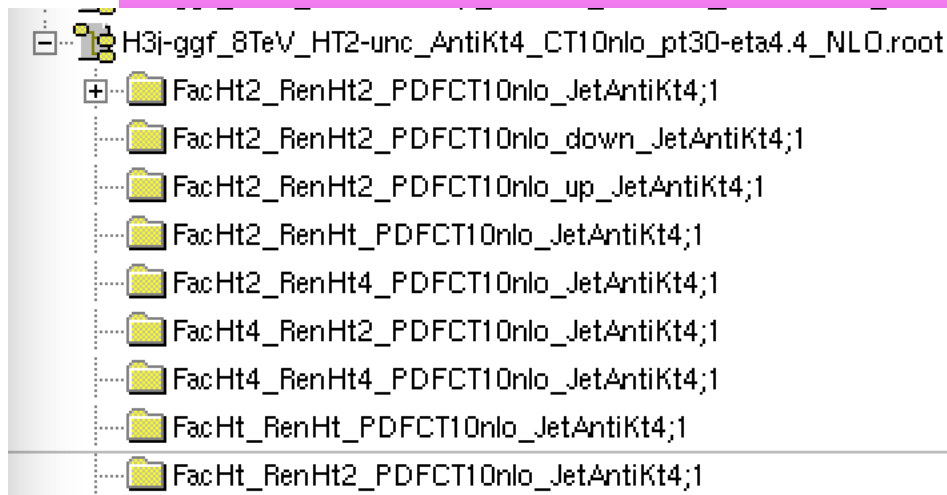 H3j-ggf_8TeV_HT2-unc_AntiKt4_CT10nlo_pt30-eta4.4_NLO.root
FacHt2_RenHt2_PDFCT10nlo_JetAntiKt4;1
FacHt2_RenHt2_PDFCT10nlo_down_JetAntiKt4;1
FacHt2_RenHt2_PDFCT10nlo_up_JetAntiKt4;1
FacHt2_RenHt_PDFCT10nlo_JetAntiKt4;1
FacHt2_RenHt4_PDFCT10nlo_JetAntiKt4;1
FacHt4_RenHt2_PDFCT10nlo_JetAntiKt4;1
FacHt4_RenHt4_PDFCT10nlo_JetAntiKt4;1
FacHt_RenHt_PDFCT10nlo_JetAntiKt4;1
FacHt_RenHt2_PDFCT10nlo_JetAntiKt4;1